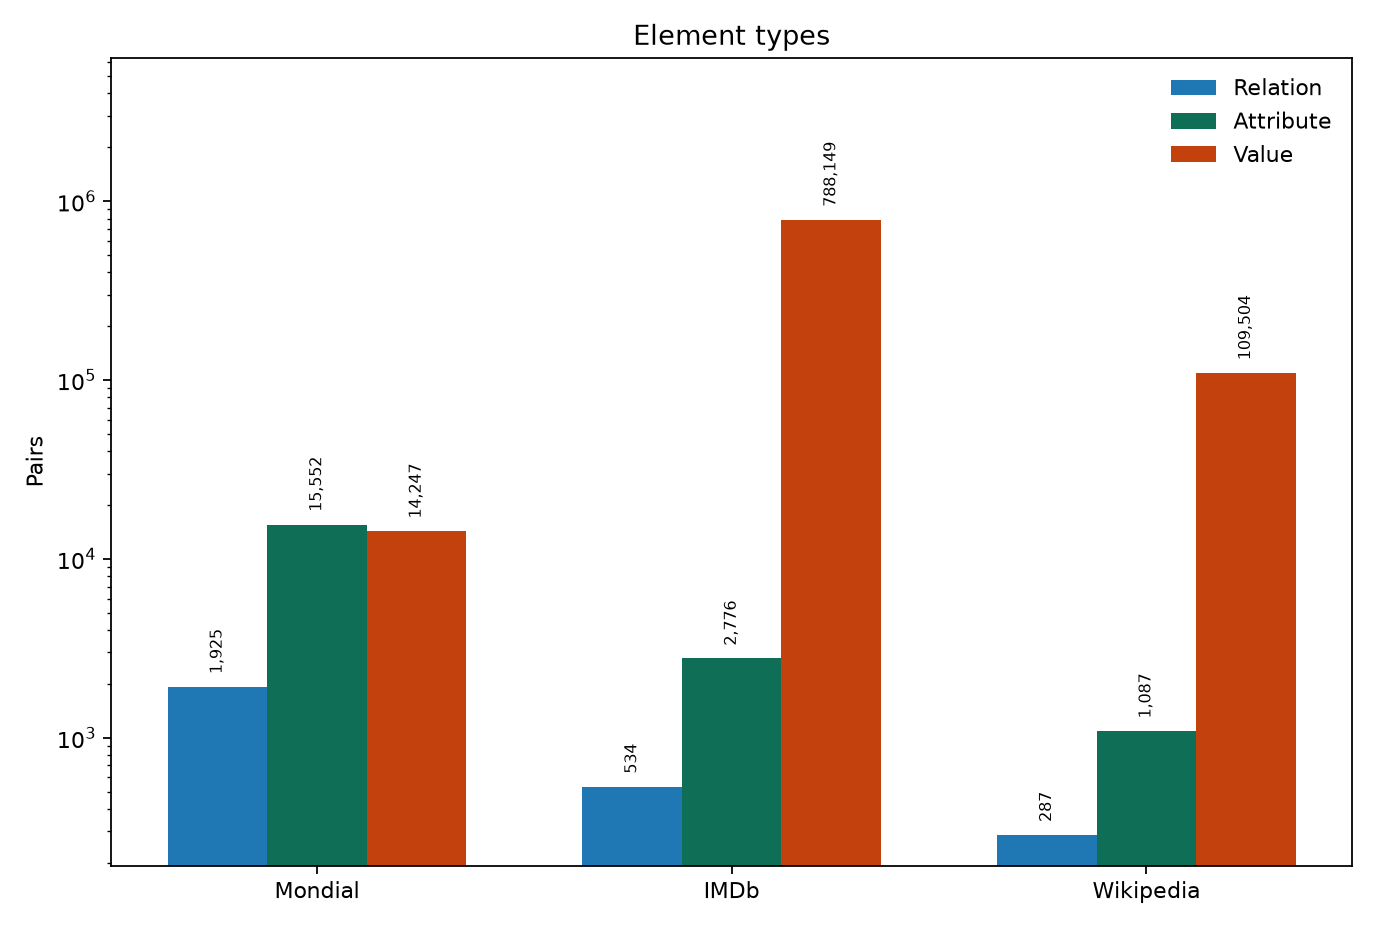 Element types
Relation
Attribute
Value
Pairs
10^6
10^5
10^4
10^3
1,925
15,552
14,247
534
2,776
788,149
287
1,087
109,504
Mondial
IMDb
Wikipedia